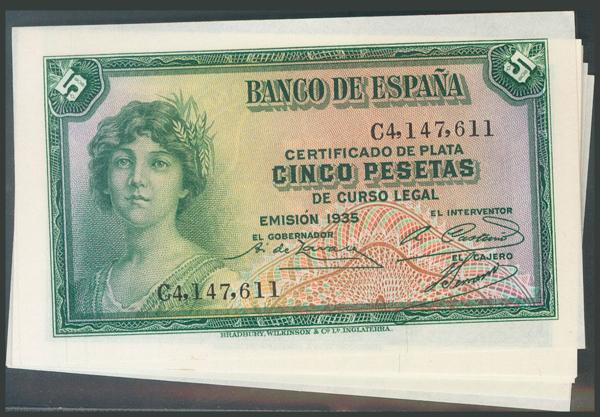 5 5
BANCO DE ESPAÑA
C4,147,611
CERTIFICADO DE PLATA
CINCO PESETAS
DE CURSO LEGAL
EMISIÓN 1935
EL INTERVENTOR
EL GOBERNADOR
EL CAJERO
C4,147,611
BRADBURY, WILKINSON & Cº Lᴅ INGLATERRA.